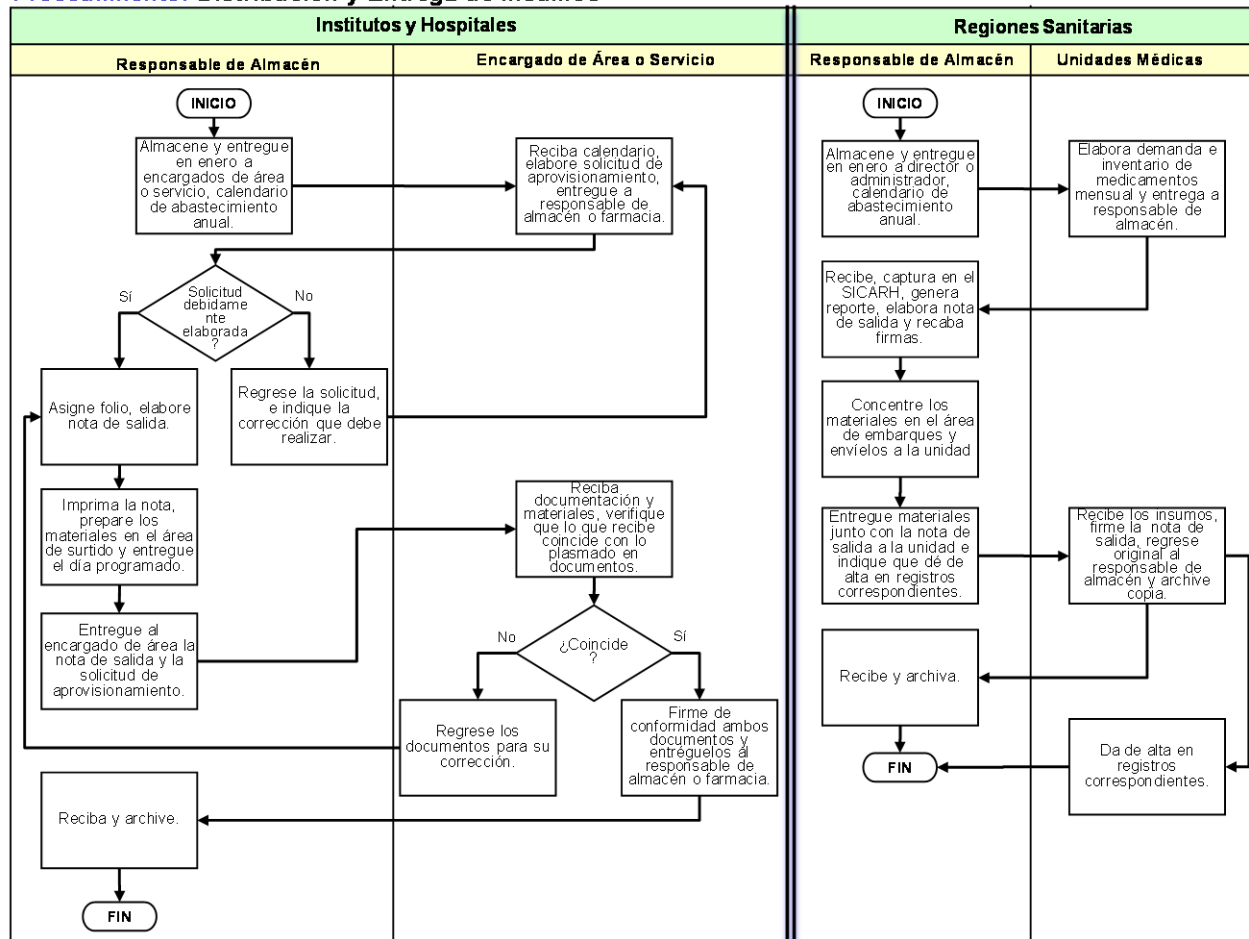 Procedimiento: Distribución y Entrega de Insumos
Institutos y Hospitales
Regiones Sanitarias
Responsable de Almacén
Encargado de Área o Servicio
Responsable de Almacén
Unidades Médicas
INICIO
Almacene y entregue
en enero a
encargados de área
o servicio, calendario
de abastecimiento
anual.
Reciba calendario,
elabore solicitud de
aprovisionamiento,
entregue a
responsable de
almacén o farmacia.
Solicitud
debidame
nte
elaborada
?
Sí
No
Asigne folio, elabore
nota de salida.
Regrese la solicitud,
e indique la
corrección que debe
realizar.
Imprima la nota,
prepare los
materiales en el área
de surtido y entregue
el día programado.
Entregue al
encargado de área la
nota de salida y la
solicitud de
aprovisionamiento.
Reciba
documentación y
materiales, verifique
que lo que recibe
coincide con lo
plasmado en
documentos.
¿Coincide
?
No
Sí
Regrese los
documentos para su
corrección.
Firme de
conformidad ambos
documentos y
entréguelos al
responsable de
almacén o farmacia.
Reciba y archive.
FIN
INICIO
Almacene y entregue
en enero a director o
administrador,
calendario de
abastecimiento
anual.
Elabora demanda e
inventario de
medicamentos
mensual y entrega a
responsable de
almacén.
Recibe, captura en el
SICARH, genera
reporte, elabora nota
de salida y recaba
firmas.
Concentre los
materiales en el área
de embarques y
envíelos a la unidad
Entregue materiales
junto con la nota de
salida a la unidad e
indique que dé de
alta en registros
correspondientes.
Recibe los insumos,
firme la nota de
salida, regrese
original al
responsable de
almacén y archive
copia.
Recibe y archiva.
Da de alta en
registros
correspondientes.
FIN